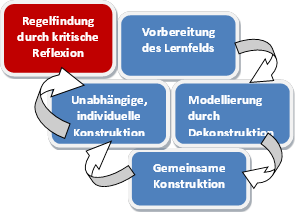 Regelfindung
durch kritische
Reflexion
Vorbereitung
des Lernfelds
Unabhängige,
individuelle
Konstruktion
Modellierung
durch
Dekonstruktion
Gemeinsame
Konstruktion